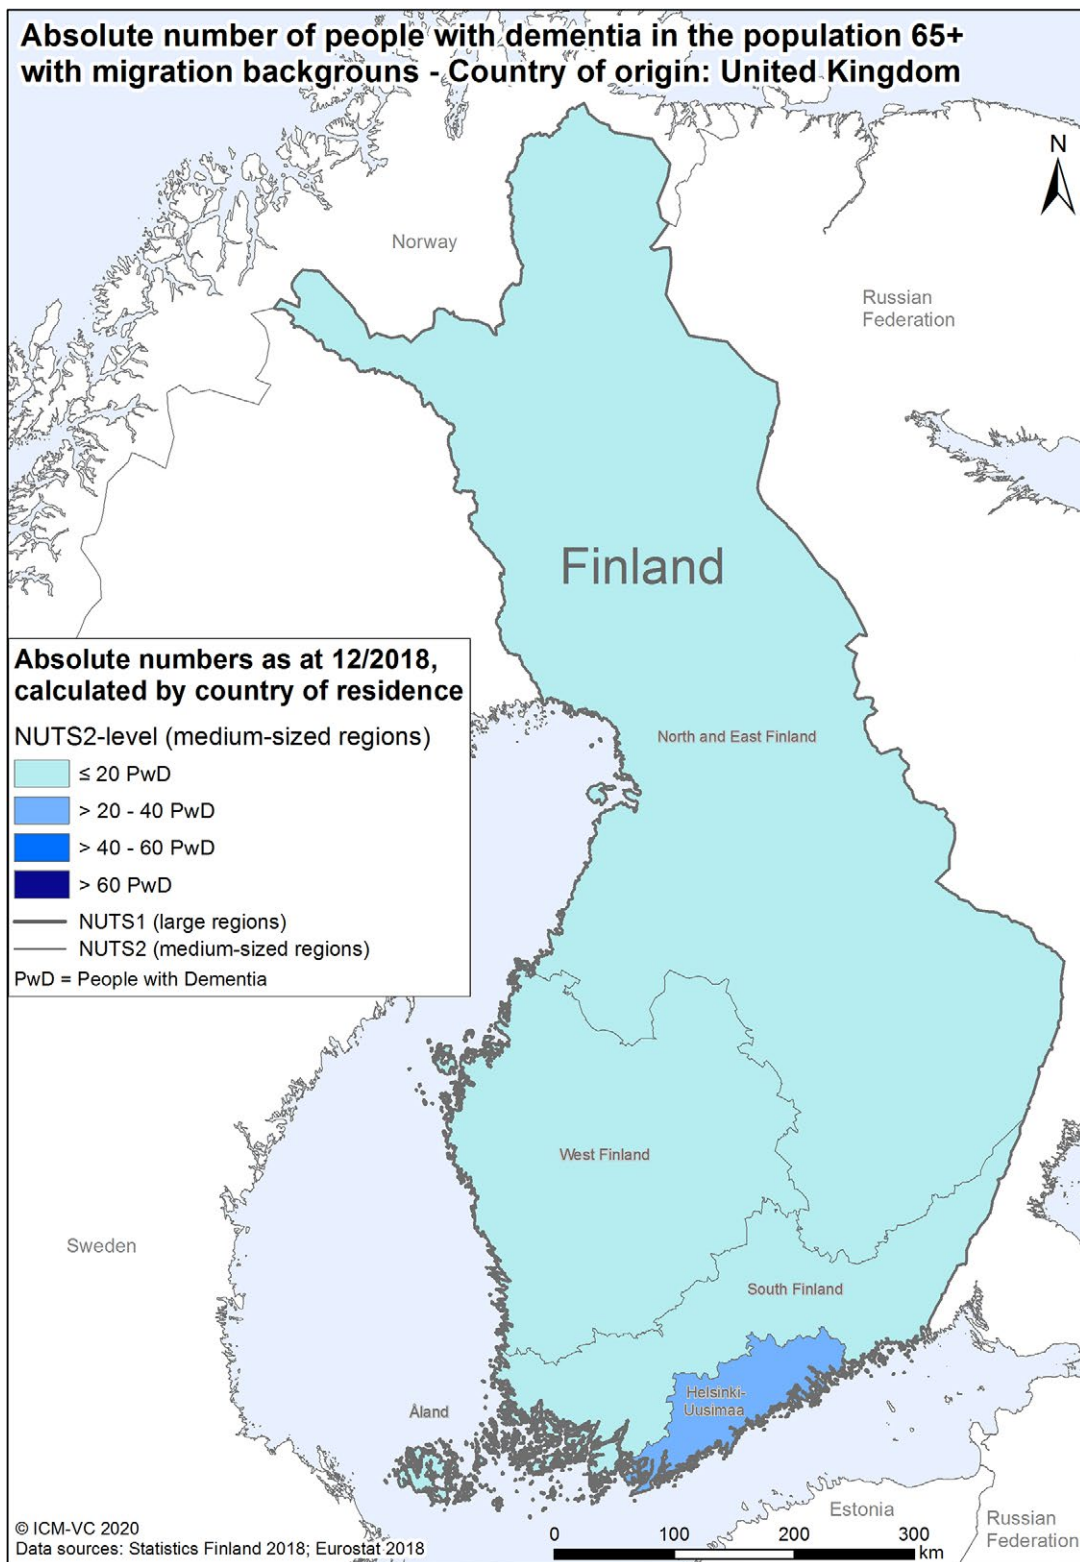 Absolute number of people with dementia in the population 65+
with migration backgrouns - Country of origin: United Kingdom
N
Norway
Russian
Federation
Finland
Absolute numbers as at 12/2018,
calculated by country of residence
NUTS2-level (medium-sized regions)
≤ 20 PwD
> 20 - 40 PwD
> 40 - 60 PwD
> 60 PwD
NUTS1 (large regions)
NUTS2 (medium-sized regions)
PwD = People with Dementia
North and East Finland
West Finland
Sweden
South Finland
Helsinki-
Uusimaa
Åland
Estonia
Russian
Federation
© ICM-VC 2020
Data sources: Statistics Finland 2018; Eurostat 2018
0 100 200 300
km